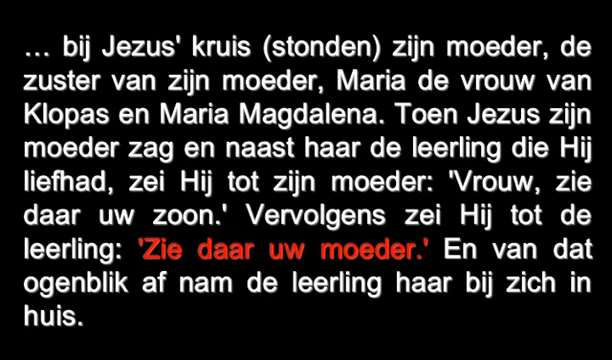 ... bij Jezus' kruis (stonden) zijn moeder, de
zuster van zijn moeder, Maria de vrouw van
Klopas en Maria Magdalena. Toen Jezus zijn
moeder zag en naast haar de leerling die Hij
liefhad, zei Hij tot zijn moeder: 'Vrouw, zie
daar uw zoon.' Vervolgens zei Hij tot de
leerling: 'Zie daar uw moeder.' En van dat
ogenblik af nam de leerling haar bij zich in
huis.